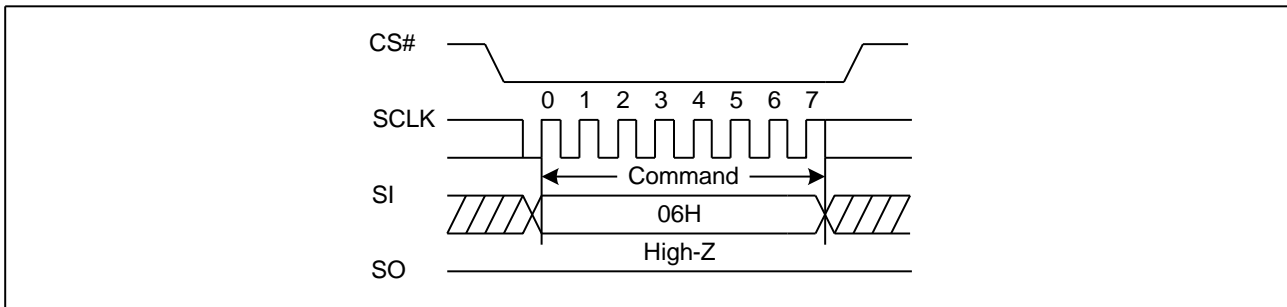 CS#
0 1 2 3 4 5 6 7
SCLK
Command
SI
06H
High-Z
SO